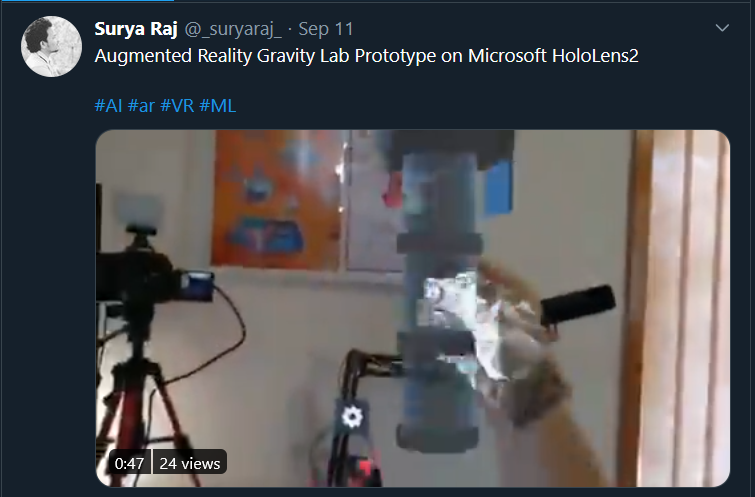 Surya Raj @_suryaraj_ · Sep 11
Augmented Reality Gravity Lab Prototype on Microsoft HoloLens2
#AI #ar #VR #ML
0:47 24 views